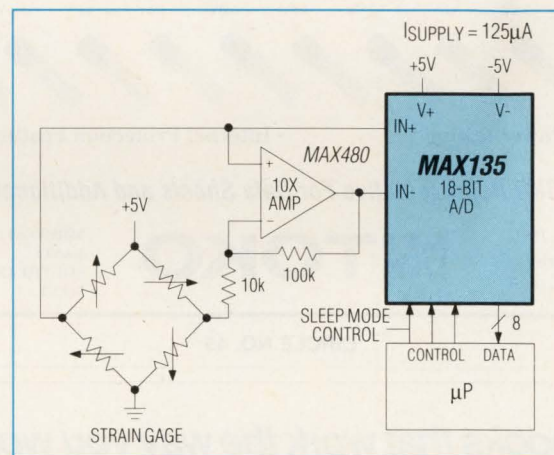 ISUPPLY = 125µA
+5V
-5V
V+
V-
IN+
MAX480
+
10X
AMP
-
IN-
MAX135
18-BIT
A/D
+5V
10k
100k
SLEEP MODE
CONTROL
8
CONTROL
DATA
µP
STRAIN GAGE